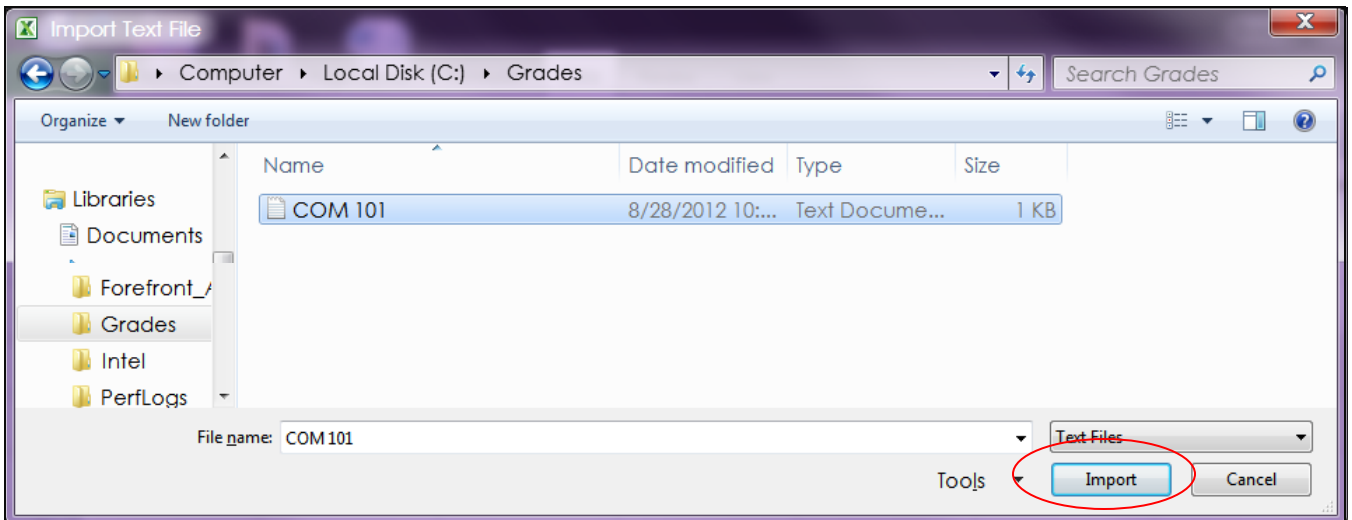 Import Text File
Computer Local Disk (C:) Grades Search Grades
Organize New folder
Name Date modified Type Size
Libraries
COM 101 8/28/2012 10:... Text Docume... 1 KB
Documents
Forefront_A
Grades
Intel
PerfLogs
File name: COM 101 Text Files
Tools Import Cancel